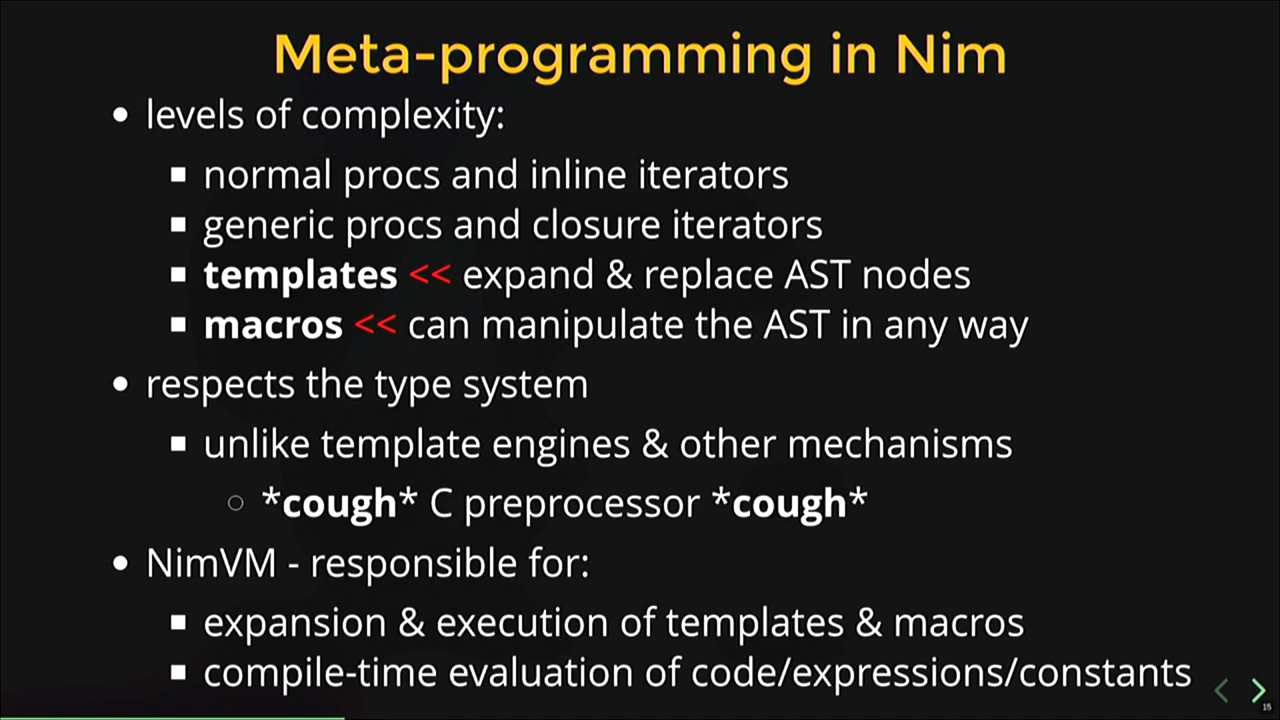 Meta-programming in Nim
• levels of complexity:
▪ normal procs and inline iterators
▪ generic procs and closure iterators
▪ templates << expand & replace AST nodes
▪ macros << can manipulate the AST in any way
• respects the type system
▪ unlike template engines & other mechanisms
○ *cough* C preprocessor *cough*
• NimVM - responsible for:
▪ expansion & execution of templates & macros
▪ compile-time evaluation of code/expressions/constants
15